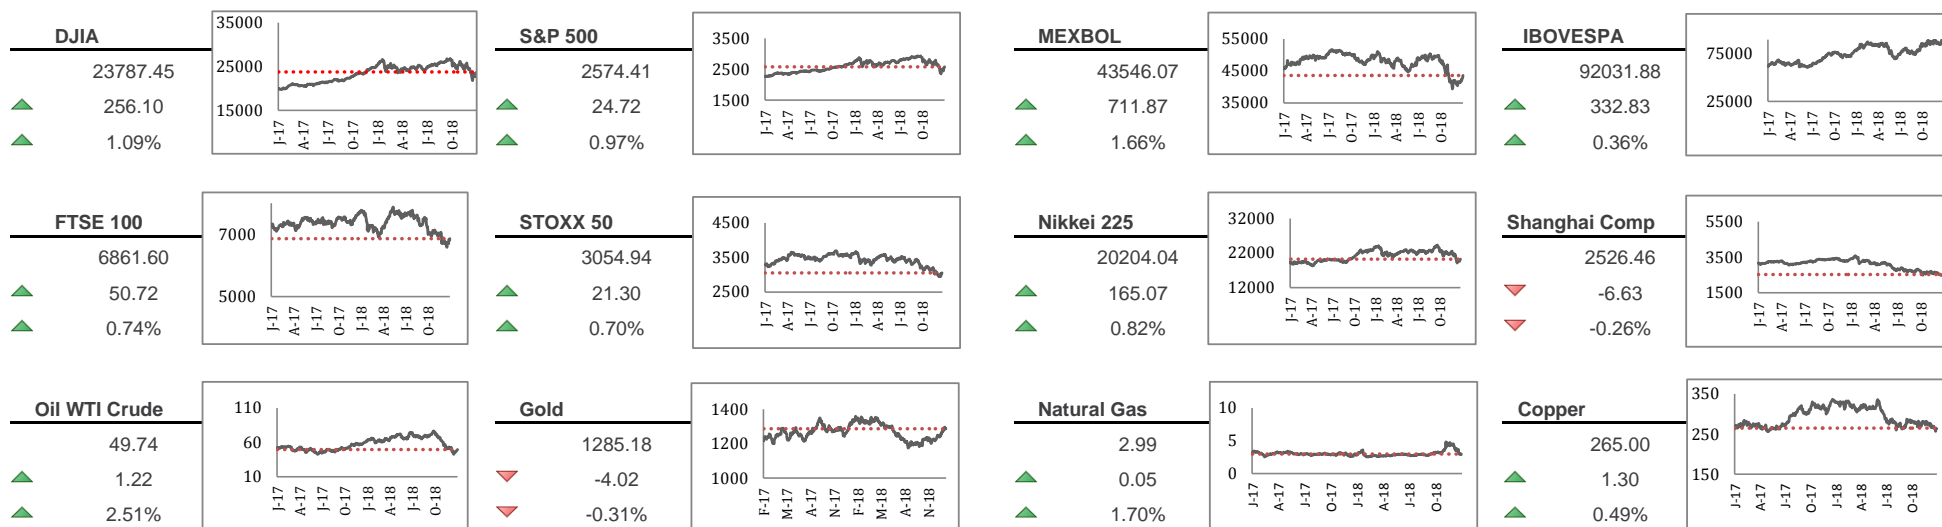 DJIA
23787.45
256.10
1.09%
35000
25000
15000
J-17
A-17
J-17
O-17
J-18
A-18
J-18
O-18
S&P 500
2574.41
24.72
0.97%
3500
2500
1500
J-17
A-17
J-17
O-17
J-18
A-18
J-18
O-18
MEXBOL
43546.07
711.87
1.66%
55000
45000
35000
J-17
A-17
J-17
O-17
J-18
A-18
J-18
O-18
IBOVESPA
92031.88
332.83
0.36%
75000
25000
J-17
A-17
J-17
O-17
J-18
A-18
J-18
O-18
FTSE 100
6861.60
50.72
0.74%
7000
5000
J-17
A-17
J-17
O-17
J-18
A-18
J-18
O-18
STOXX 50
3054.94
21.30
0.70%
4500
3500
2500
J-17
A-17
J-17
O-17
J-18
A-18
J-18
O-18
Nikkei 225
20204.04
165.07
0.82%
32000
22000
12000
J-17
A-17
J-17
O-17
J-18
A-18
J-18
O-18
Shanghai Comp
2526.46
-6.63
-0.26%
5500
3500
1500
J-17
A-17
J-17
O-17
J-18
A-18
J-18
O-18
Oil WTI Crude
49.74
1.22
2.51%
110
60
10
J-17
A-17
J-17
O-17
J-18
A-18
J-18
O-18
Gold
1285.18
-4.02
-0.31%
1400
1200
1000
F-17
M-17
A-17
N-17
F-18
M-18
A-18
N-18
Natural Gas
2.99
0.05
1.70%
10
5
0
J-17
A-17
J-17
O-17
J-18
A-18
J-18
O-18
Copper
265.00
1.30
0.49%
350
250
150
J-17
A-17
J-17
O-17
J-18
A-18
J-18
O-18